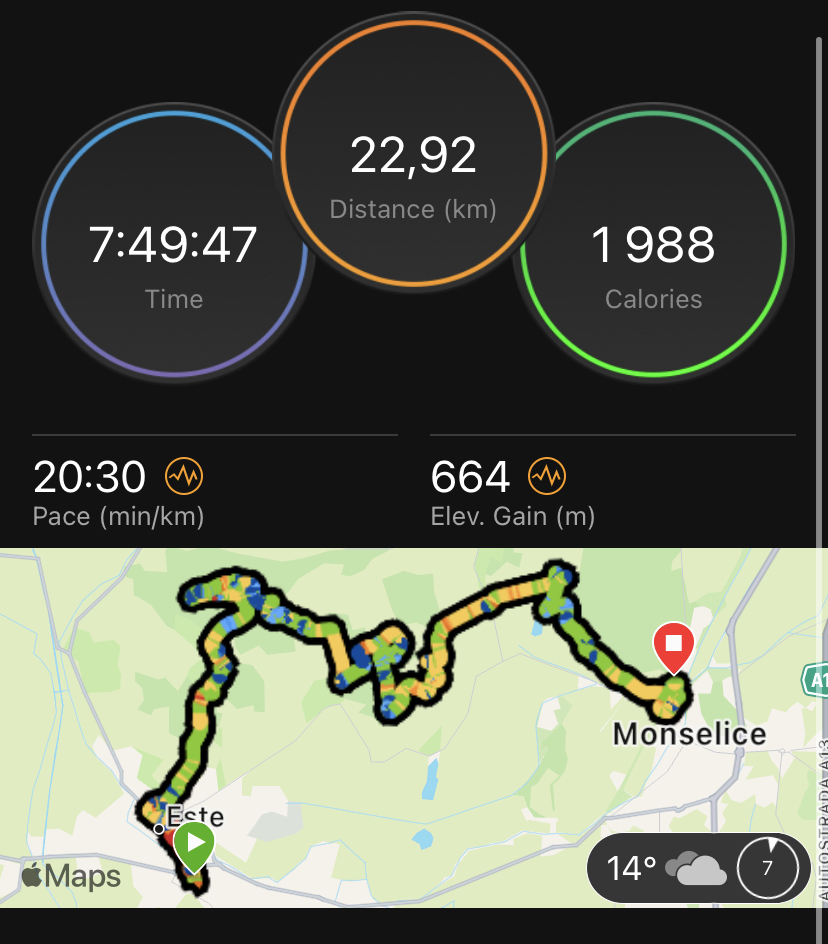 22,92
Distance (km)
7:49:47
Time
1 988
Calories
20:30
Pace (min/km)
664
Elev. Gain (m)
A1
Monselice
Este
AUTOSTRADA A13
Maps
14°
7